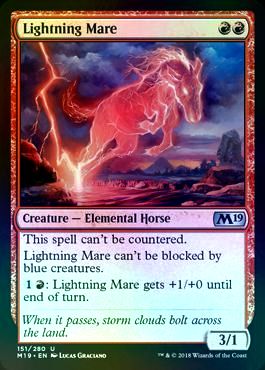 Lightning Mare
Creature — Elemental Horse
M19
This spell can't be countered.
Lightning Mare can't be blocked by
blue creatures.
1 R: Lightning Mare gets +1/+0 until
end of turn.
When it passes, storm clouds bolt across
the land.
3/1
151/280 U
M19 • EN Lucas Graciano
™ & © 2018 Wizards of the Coast